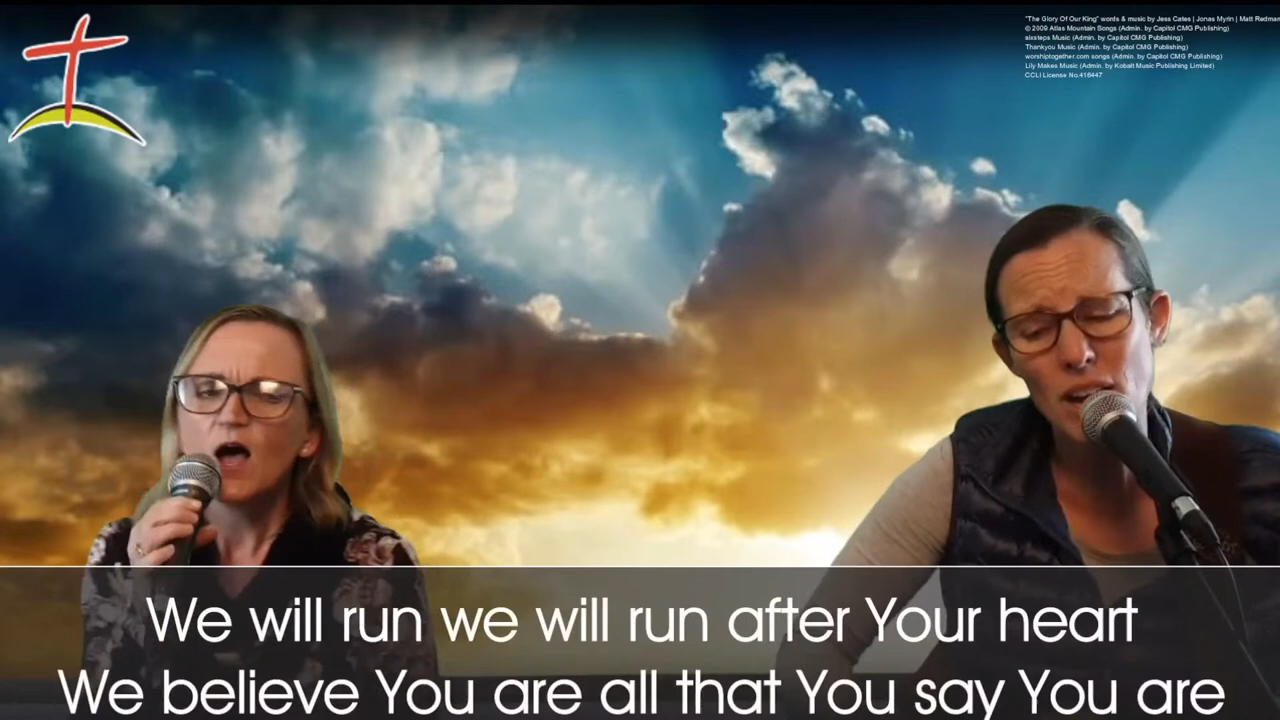 "The Glory Of Our King" words & music by Jess Cates | Jonas Myrin | Matt Redman
© 2009 Atlas Mountain Songs (Admin. by Capitol CMG Publishing)
sixsteps Music (Admin. by Capitol CMG Publishing)
Thankyou Music (Admin. by Capitol CMG Publishing)
worshiptogether.com songs (Admin. by Capitol CMG Publishing)
Lily Makes Music (Admin. by Kobalt Music Publishing Limited)
CCLI License No.416447
We will run we will run after Your heart
We believe You are all that You say You are